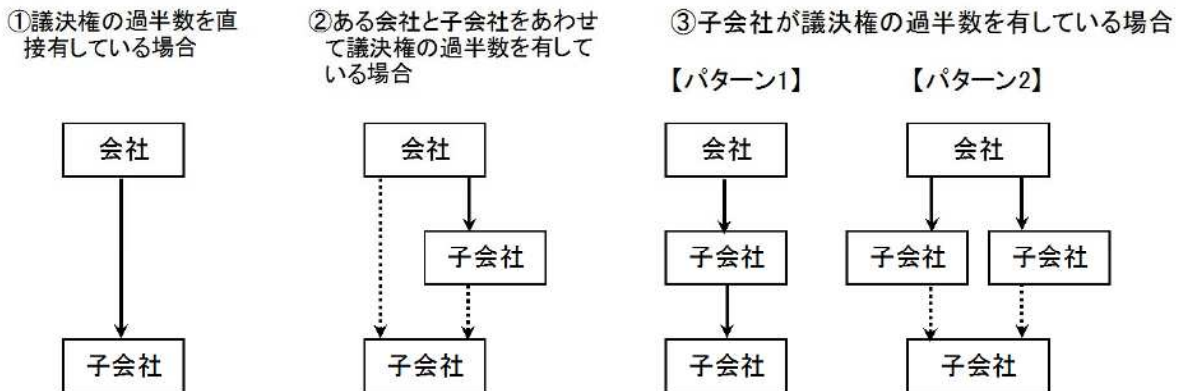 ①議決権の過半数を直
接有している場合
②ある会社と子会社をあわせ
て議決権の過半数を有して
いる場合
③子会社が議決権の過半数を有している場合
【パターン1】
【パターン2】
会社
子会社
会社
子会社
子会社
会社
子会社
子会社
会社
子会社
子会社
子会社